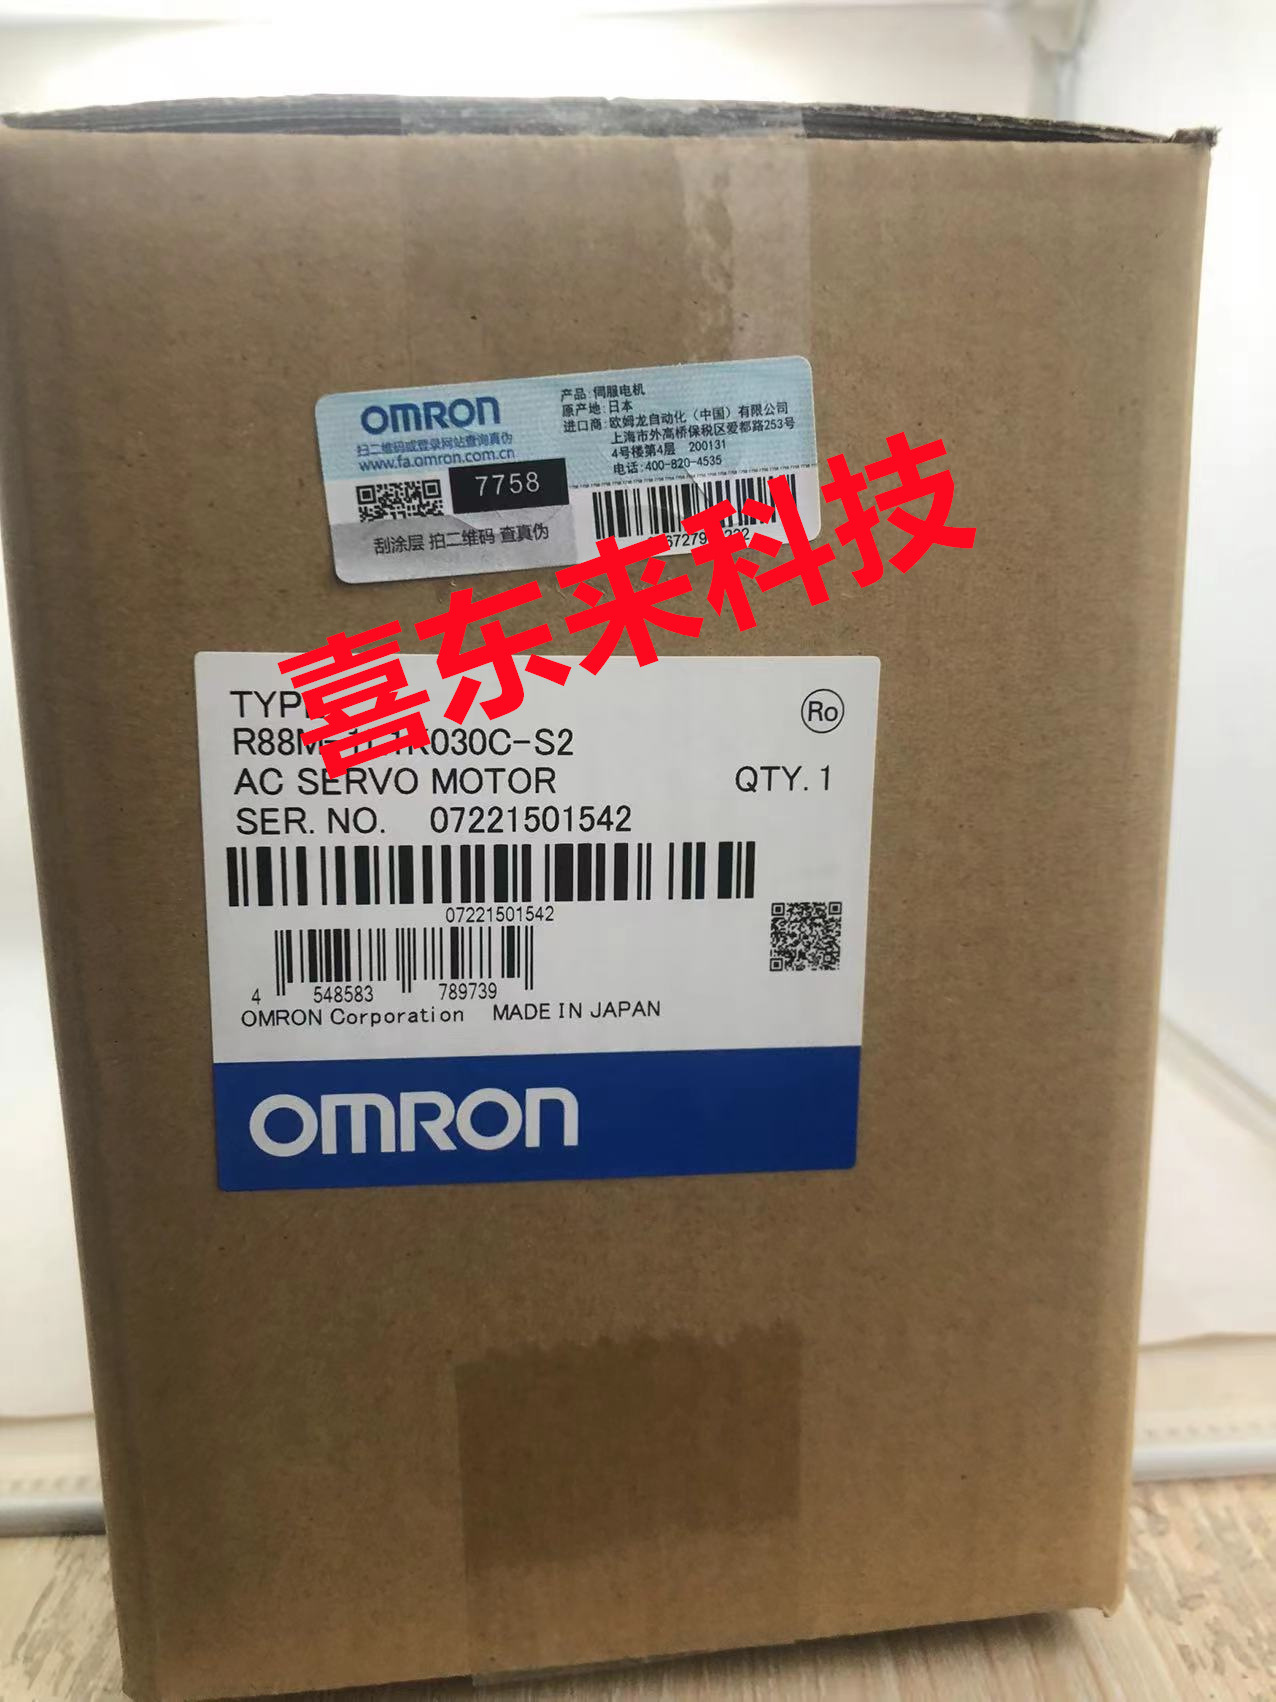 OMRON
扫二维码或登录网站查询真伪
www.fa.omron.com.cn
7758
刮涂层 拍二维码 查真伪
产品:伺服电机
原产地:日本
进口商:欧姆龙自动化(中国)有限公司
上海市外高桥保税区爱都路253号
4号楼第4层 200131
电话:400-820-4535
喜东来科技
TYPE
AC SERVO MOTOR
QTY. 1
SER. NO. 07221501542
07221501542
4 548583 789739
OMRON Corporation MADE IN JAPAN
Ro
OMRON